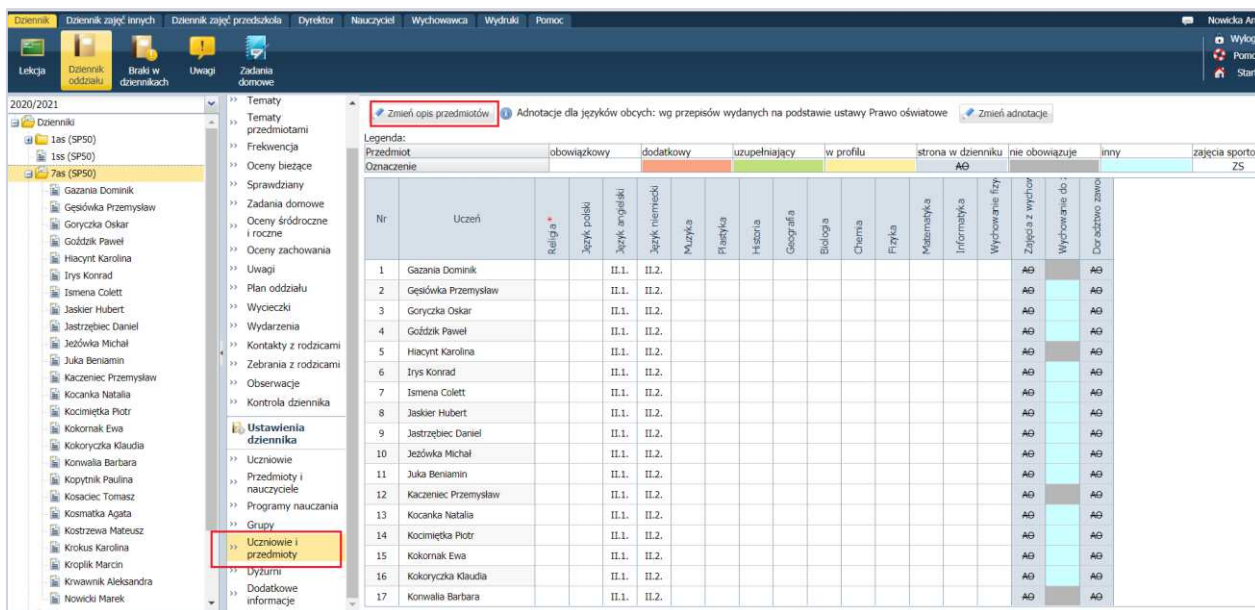 Dziennik Dziennik zajęć innych Dziennik zajęć przedszkola Dyrektor Nauczyciel Wychowawca Wydruki Pomoc Nowicka
Lekcja
Dziennik oddziału
Braki w dziennikach
Uwagi
Zadania domowe
2020/2021
Dzienniki
1as (SP50)
1ss (SP50)
7as (SP50)
Gazania Dominik
Gęsiówka Przemysław
Goryczka Oskar
Goździk Paweł
Hiacynt Karolina
Irys Konrad
Ismena Colett
Jaskier Hubert
Jastrzębiec Daniel
Jeżówka Michał
Juka Beniamin
Kaczeniec Przemysław
Kocanka Natalia
Kocimiętka Piotr
Kokornak Ewa
Kokoryczka Klaudia
Konwalia Barbara
Kopytnik Paulina
Kosaciec Tomasz
Kosmatka Agata
Kostrzewa Mateusz
Krokus Karolina
Kroplik Marcin
Krwawnik Aleksandra
Nowicki Marek
Tematy
Tematy
przedmiotami
Frekwencja
Oceny bieżące
Sprawdziany
Zadania domowe
Oceny śródroczne
i roczne
Oceny zachowania
Uwagi
Plan oddziału
Wycieczki
Wydarzenia
Kontakty z rodzicami
Zebrania z rodzicami
Obserwacje
Kontrola dziennika
Ustawienia
dziennika
Uczniowie
Przedmioty i
nauczyciele
Programy nauczania
Grupy
Uczniowie i
przedmioty
Dyżurni
Dodatkowe
informacje
Zmień opis przedmiotów Adnotacje dla języków obcych: wg przepisów wydanych na podstawie ustawy Prawo oświatowe Zmień adnotacje
Legenda:
Przedmiot obowiązkowy dodatkowy uzupełniający w profilu strona w dzienniku nie obowiązuje inny zajęcia sporto
Oznaczenie AO ZS
Nr Uczeń Religia * Język polski Język angielski Język niemiecki Muzyka Plastyka Historia Geografia Biologia Chemia Fizyka Matematyka Informatyka Wychowanie fizy Zajęcia z wychow Wychowanie do Doradztwo zawo
1 Gazania Dominik II.1. II.2. AO AO
2 Gęsiówka Przemysław II.1. II.2. AO AO
3 Goryczka Oskar II.1. II.2. AO AO
4 Goździk Paweł II.1. II.2. AO AO
5 Hiacynt Karolina II.1. II.2. AO AO
6 Irys Konrad II.1. II.2. AO AO
7 Ismena Colett II.1. II.2. AO AO
8 Jaskier Hubert II.1. II.2. AO AO
9 Jastrzębiec Daniel II.1. II.2. AO AO
10 Jeżówka Michał II.1. II.2. AO AO
11 Juka Beniamin II.1. II.2. AO AO
12 Kaczeniec Przemysław II.1. II.2. AO AO
13 Kocanka Natalia II.1. II.2. AO AO
14 Kocimiętka Piotr II.1. II.2. AO AO
15 Kokornak Ewa II.1. II.2. AO AO
16 Kokoryczka Klaudia II.1. II.2. AO AO
17 Konwalia Barbara II.1. II.2. AO AO
Wylog
Pomo
Star